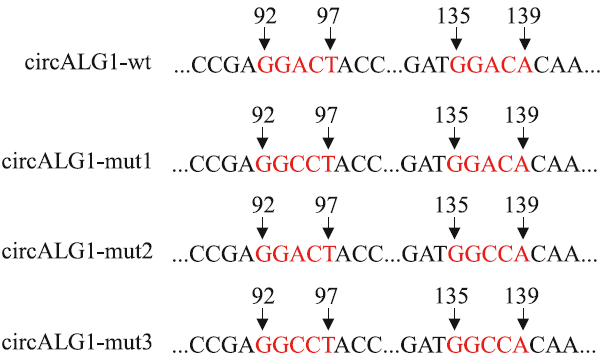 92 97 135 139
circALG1-wt ...CCGAGGACTACC...GATGGACACAA...
92 97 135 139
circALG1-mut1 ...CCGAGGCCTACC...GATGGACACAA...
92 97 135 139
circALG1-mut2 ...CCGAGGACTACC...GATGGCCACAA...
92 97 135 139
circALG1-mut3 ...CCGAGGCCTACC...GATGGCCACAA...